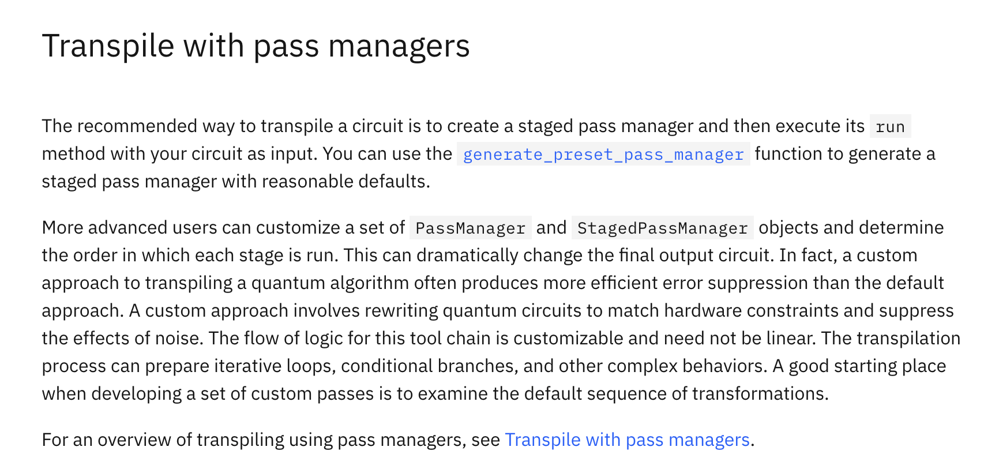 Transpile with pass managers
The recommended way to transpile a circuit is to create a staged pass manager and then execute its run
method with your circuit as input. You can use the generate_preset_pass_manager function to generate a
staged pass manager with reasonable defaults.
More advanced users can customize a set of PassManager and StagedPassManager objects and determine
the order in which each stage is run. This can dramatically change the final output circuit. In fact, a custom
approach to transpiling a quantum algorithm often produces more efficient error suppression than the default
approach. A custom approach involves rewriting quantum circuits to match hardware constraints and suppress
the effects of noise. The flow of logic for this tool chain is customizable and need not be linear. The transpilation
process can prepare iterative loops, conditional branches, and other complex behaviors. A good starting place
when developing a set of custom passes is to examine the default sequence of transformations.
For an overview of transpiling using pass managers, see Transpile with pass managers.